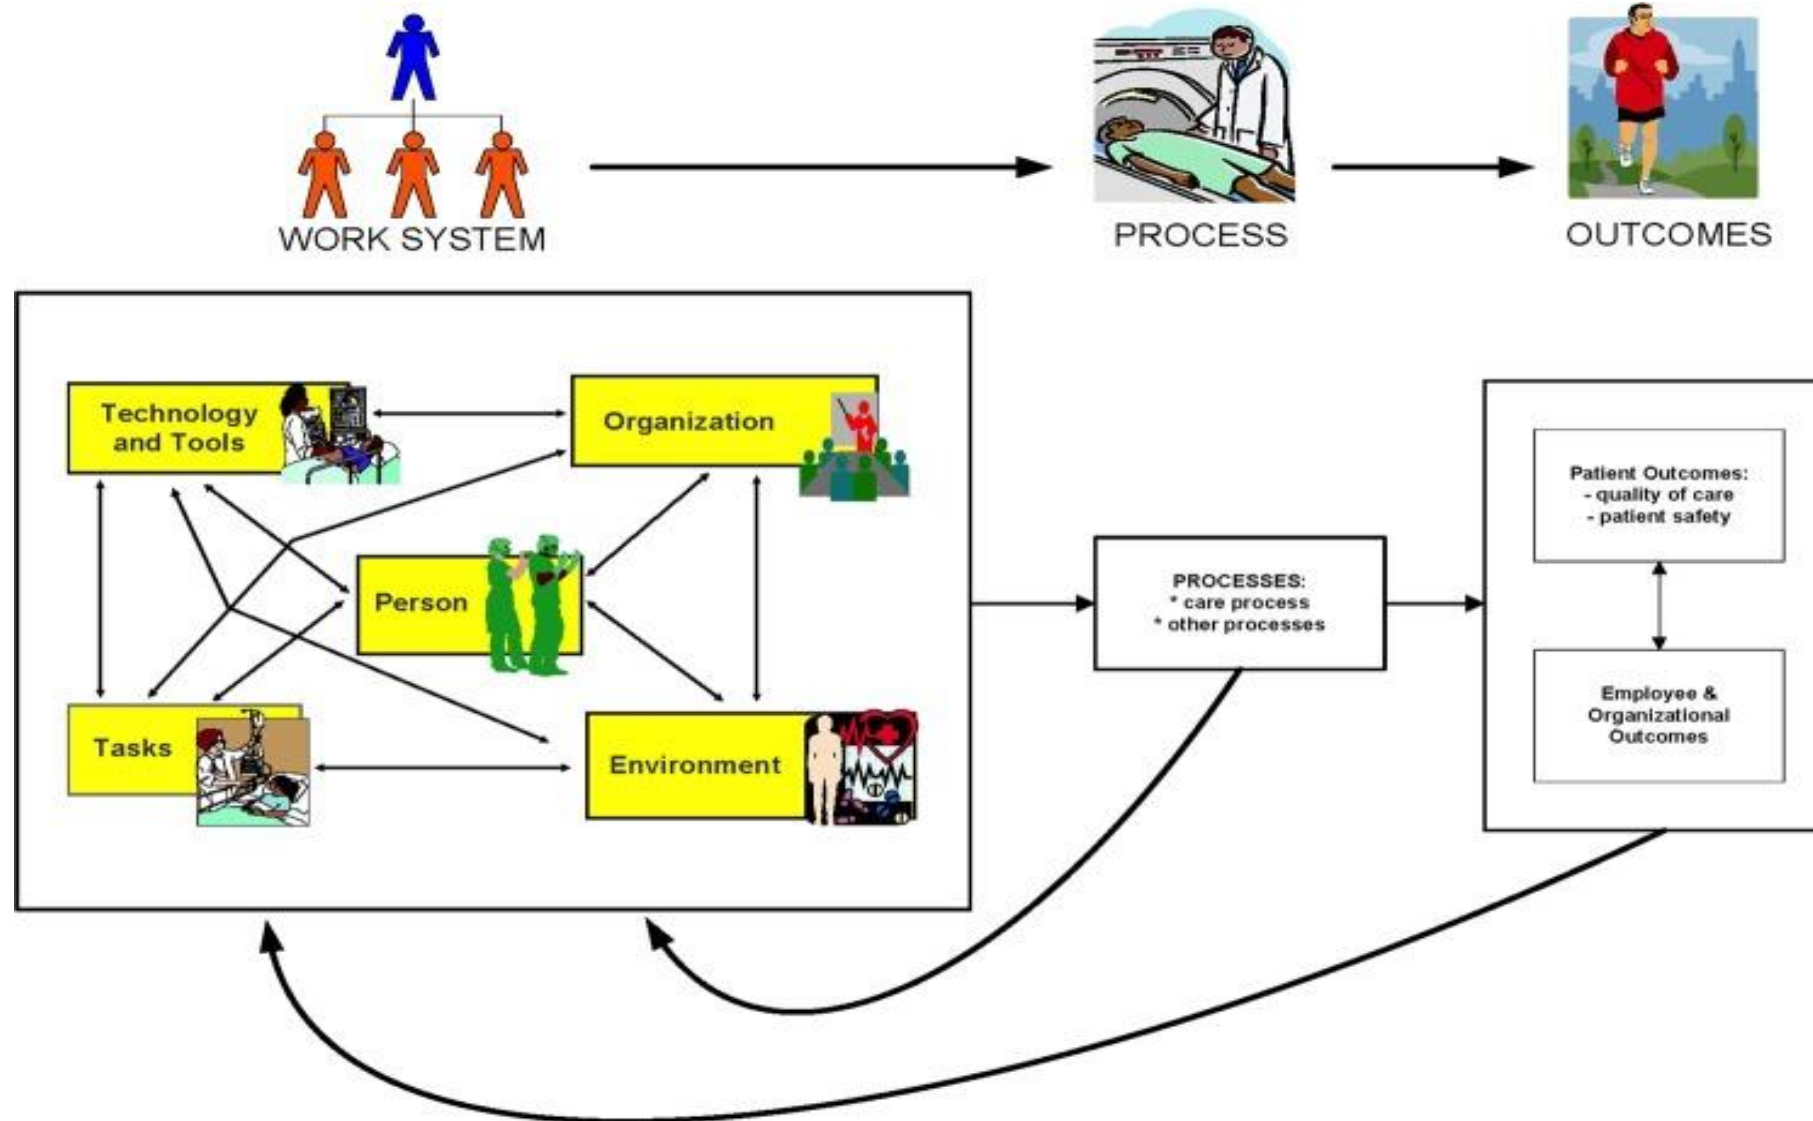 WORK SYSTEM
PROCESS
OUTCOMES
Technology
and Tools
Organization
Person
Tasks
Environment
PROCESSES:
* care process
* other processes
Patient Outcomes:
- quality of care
- patient safety
Employee &
Organizational
Outcomes